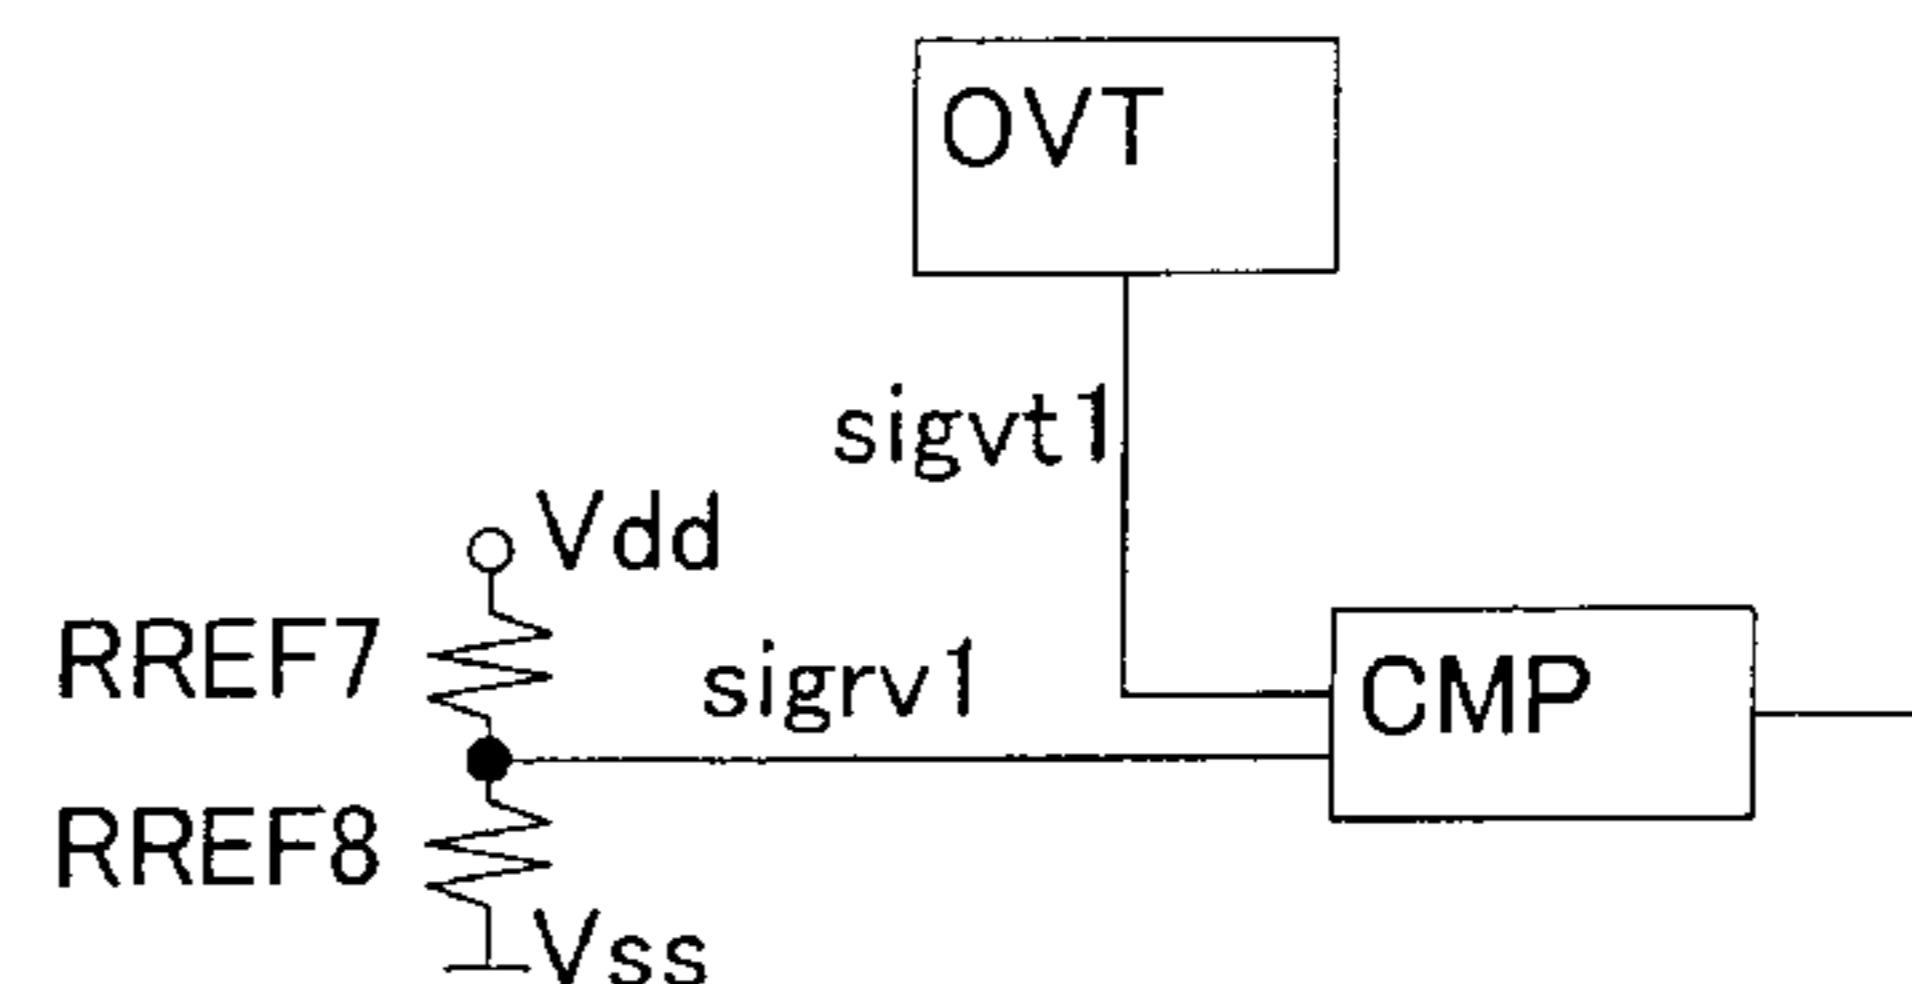 OVT
sigvt1
Vdd
RREF7
sigrv1
CMP
RREF8
Vss